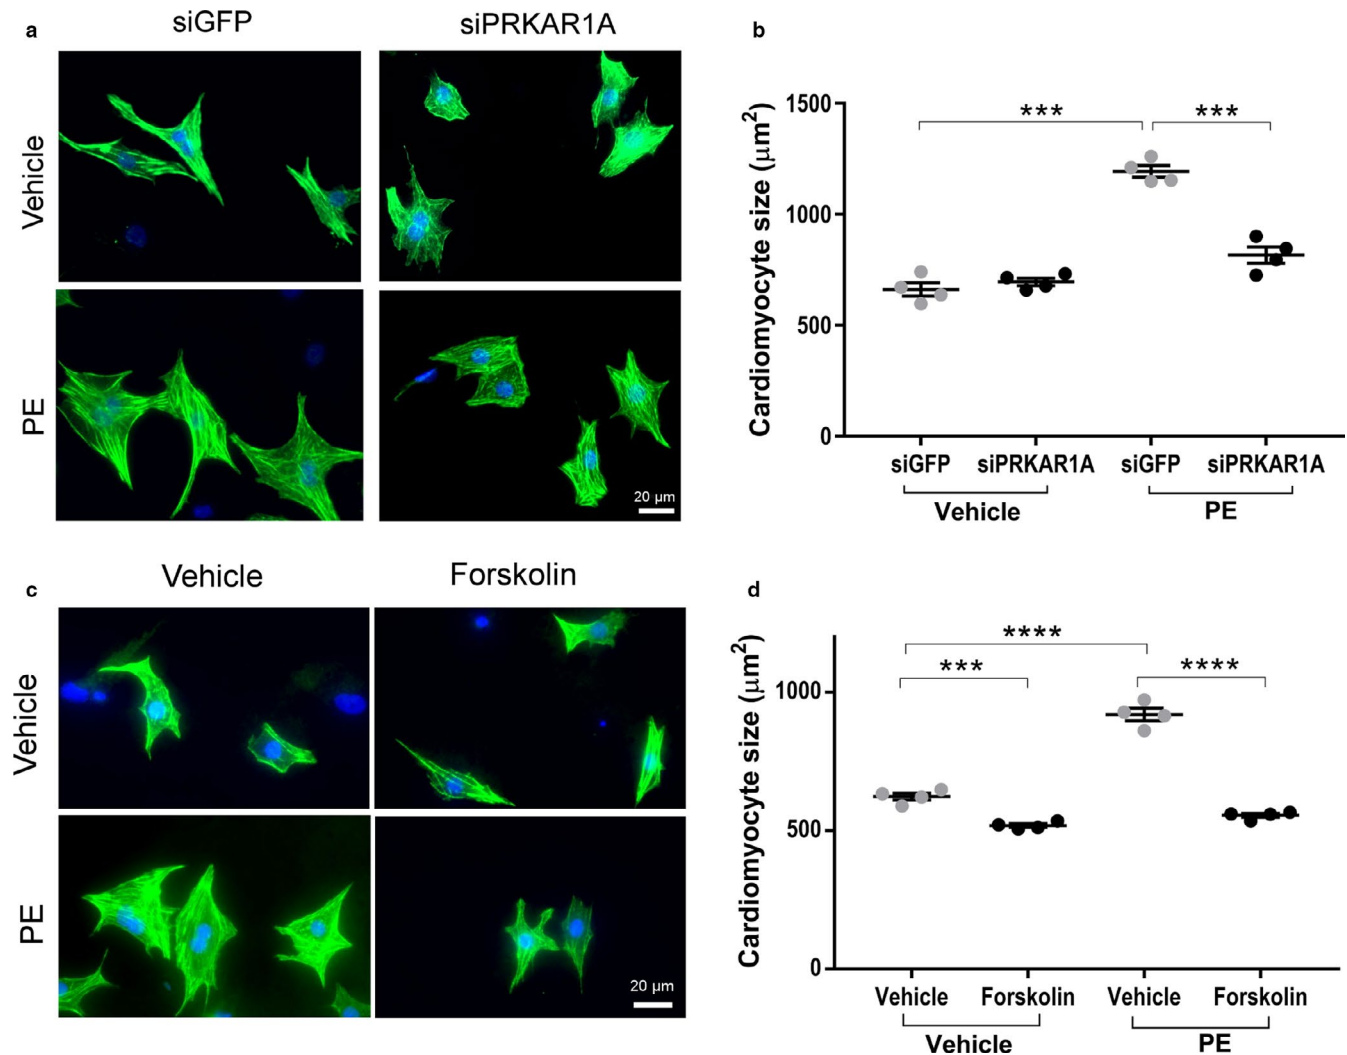 a
siGFP
siPRKAR1A
Vehicle
PE
20 µm
b
Cardiomyocyte size (µm²)
1500
1000
500
0
***
***
siGFP
siPRKAR1A
siGFP
siPRKAR1A
Vehicle
PE
c
Vehicle
Forskolin
Vehicle
PE
20 µm
d
Cardiomyocyte size (µm²)
1000
500
0
****
***
****
Vehicle
Forskolin
Vehicle
Forskolin
Vehicle
PE